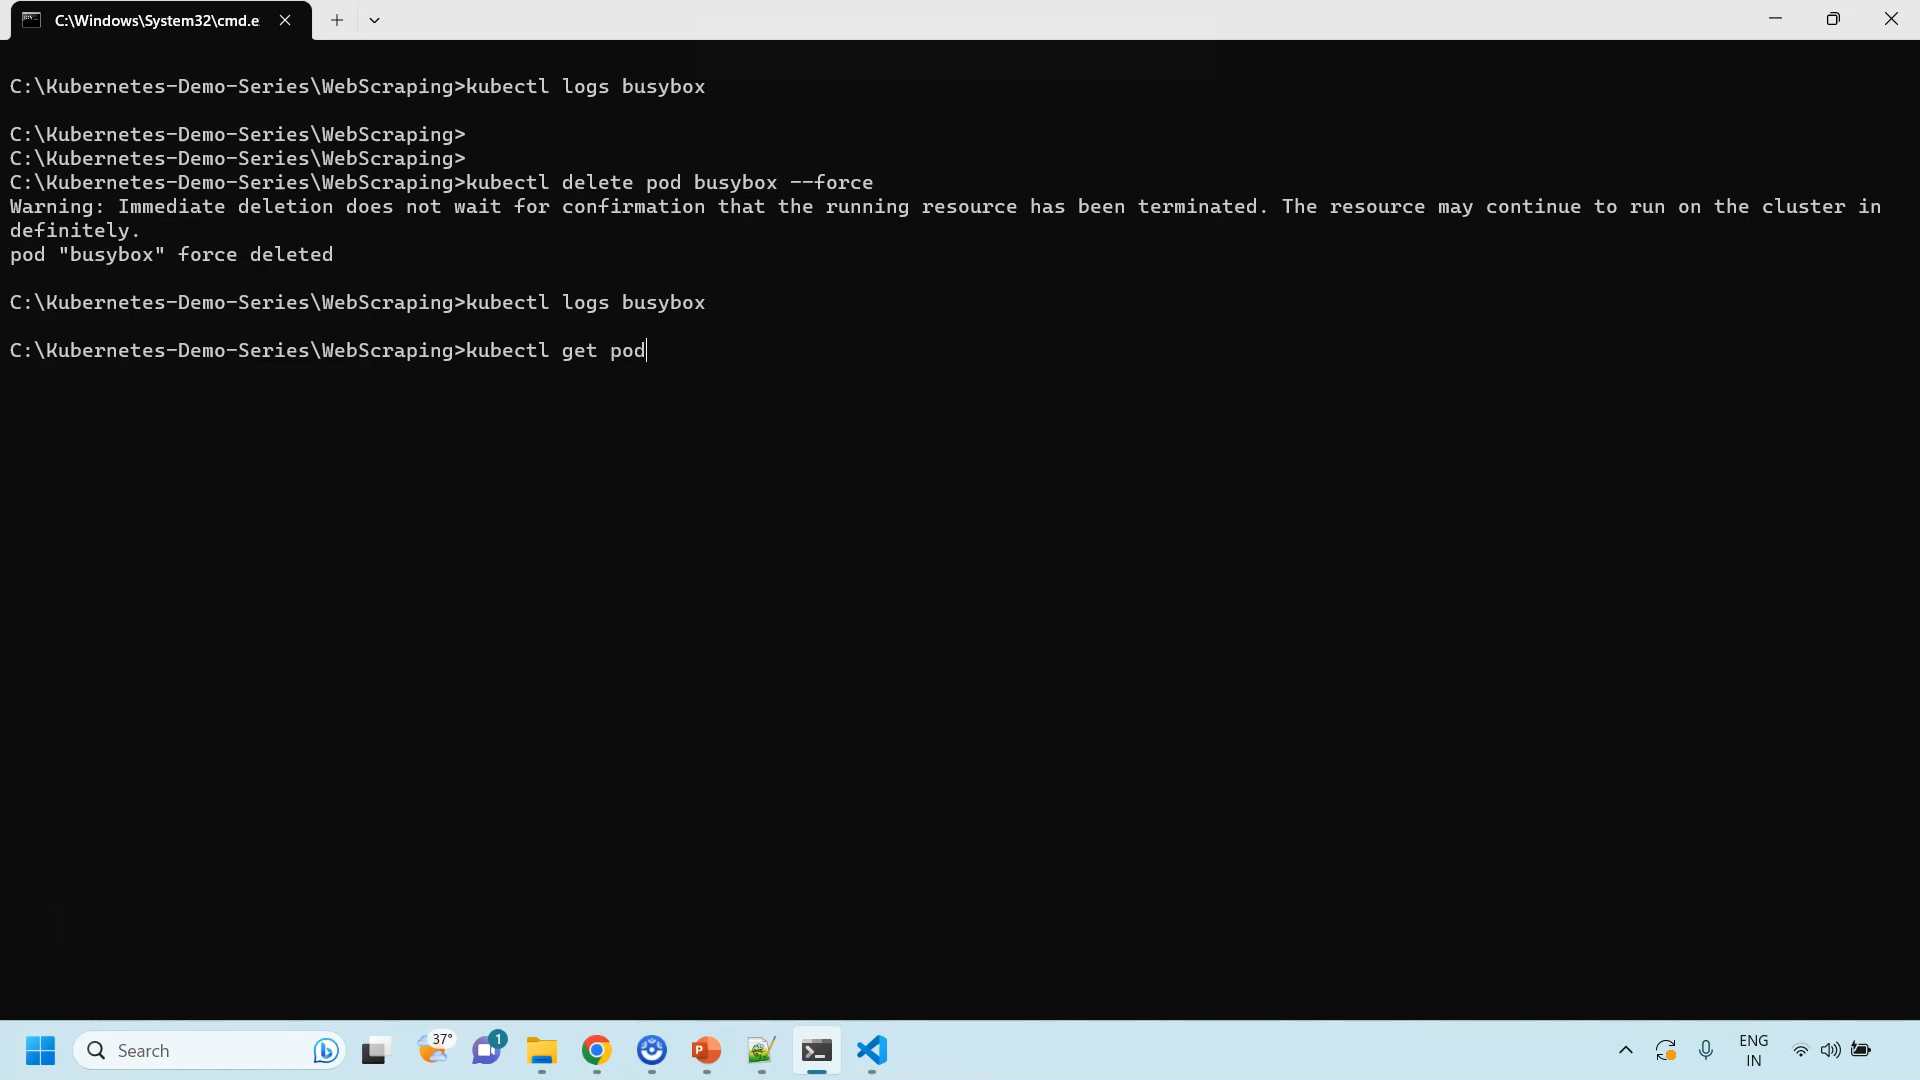 C:\Windows\System32\cmd.e
C:\Kubernetes-Demo-Series\WebScraping>kubectl logs busybox
C:\Kubernetes-Demo-Series\WebScraping>
C:\Kubernetes-Demo-Series\WebScraping>
C:\Kubernetes-Demo-Series\WebScraping>kubectl delete pod busybox --force
Warning: Immediate deletion does not wait for confirmation that the running resource has been terminated. The resource may continue to run on the cluster in
definitely.
pod "busybox" force deleted
C:\Kubernetes-Demo-Series\WebScraping>kubectl logs busybox
C:\Kubernetes-Demo-Series\WebScraping>kubectl get pod
Search
37°
1
ENG
IN